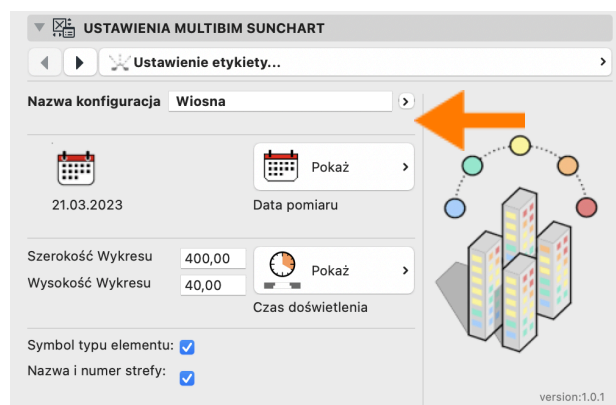 USTAWIENIA MULTIBIM SUNCHART
Ustawienie etykiety...
Nazwa konfiguracja Wiosna
Pokaż
21.03.2023 Data pomiaru
Szerokość Wykresu 400,00
Pokaż
Wysokość Wykresu 40,00
Czas doświetlenia
Symbol typu elementu:
Nazwa i numer strefy:
version:1.0.1